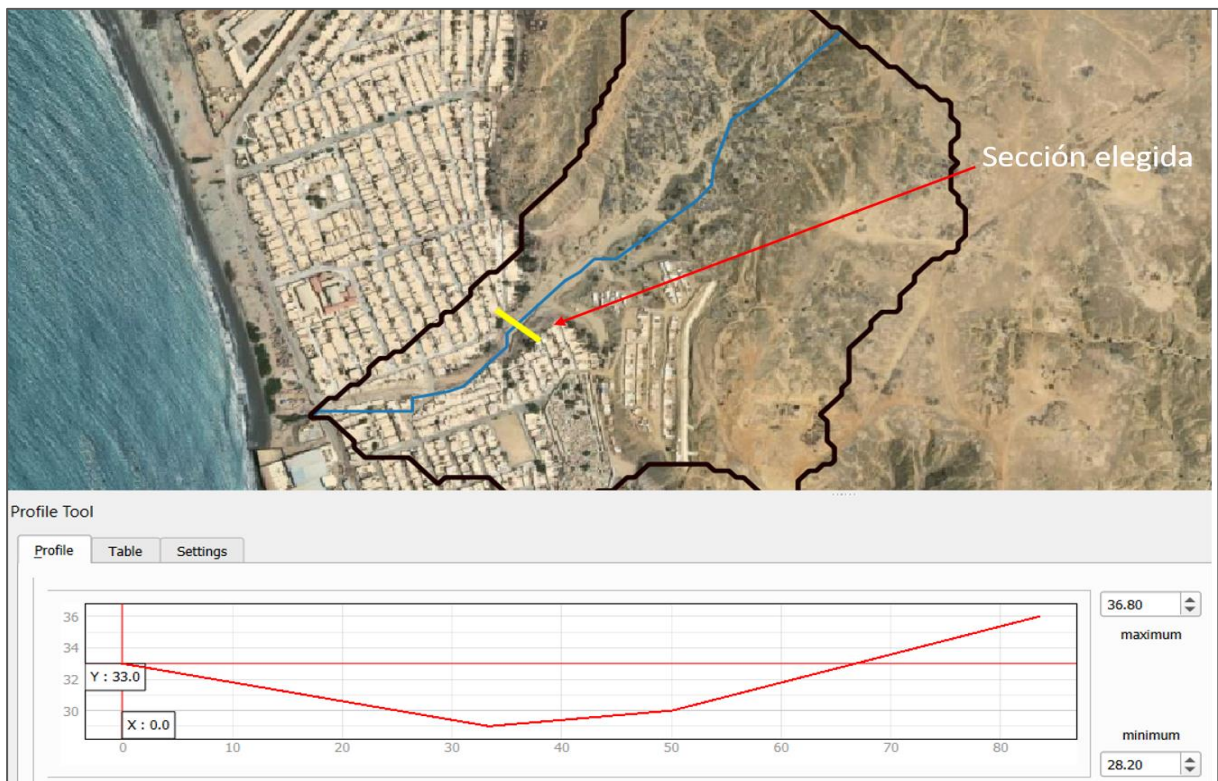 Sección elegida
Profile Tool
Profile Table Settings
36
34
32
30
Y : 33.0
X : 0.0
0 10 20 30 40 50 60 70 80
36.80
maximum
minimum
28.20